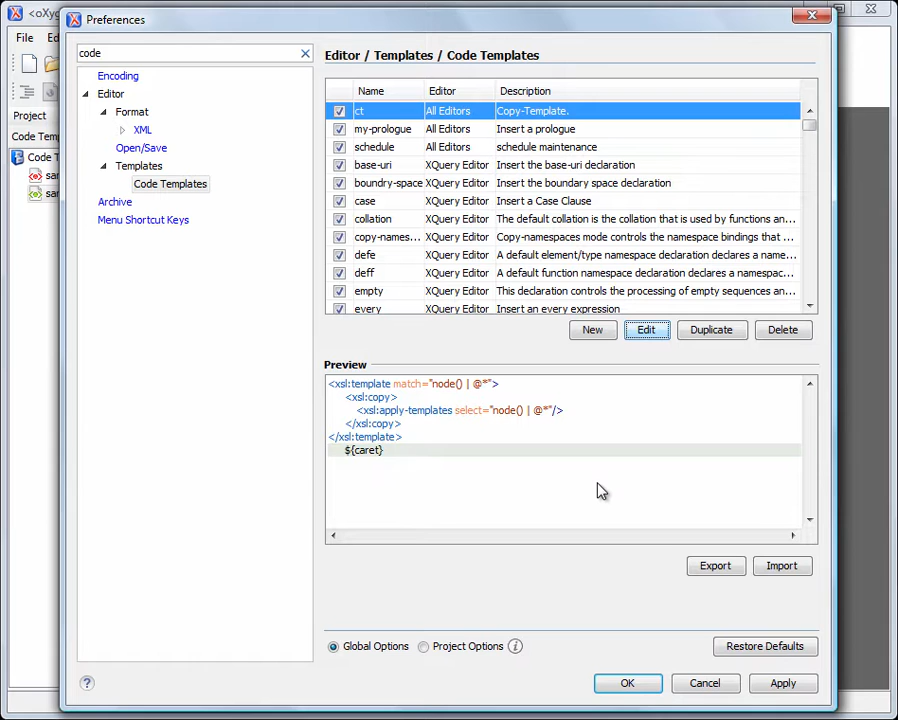 <oXy
Preferences
File
Ed
Project
Code Temp
Code T
sar
sar
code
Encoding
Editor
Format
XML
Open/Save
Templates
Code Templates
Archive
Menu Shortcut Keys
Editor / Templates / Code Templates
Name Editor Description
ct All Editors Copy-Template.
my-prologue All Editors Insert a prologue
schedule All Editors schedule maintenance
base-uri XQuery Editor Insert the base-uri declaration
boundry-space XQuery Editor Insert the boundary space declaration
case XQuery Editor Insert a Case Clause
collation XQuery Editor The default collation is the collation that is used by functions an...
copy-names... XQuery Editor Copy-namespaces mode controls the namespace bindings that ...
defe XQuery Editor A default element/type namespace declaration declares a namesp...
deff XQuery Editor A default function namespace declaration declares a namespac...
empty XQuery Editor This declaration controls the processing of empty sequences an...
every XQuery Editor Insert an every expression
New Edit Duplicate Delete
Preview
<xsl:template match="node() | @*">
<xsl:copy>
<xsl:apply-templates select="node() | @*"/>
</xsl:copy>
</xsl:template>
${caret}
Export Import
Global Options Project Options
Restore Defaults
OK Cancel Apply